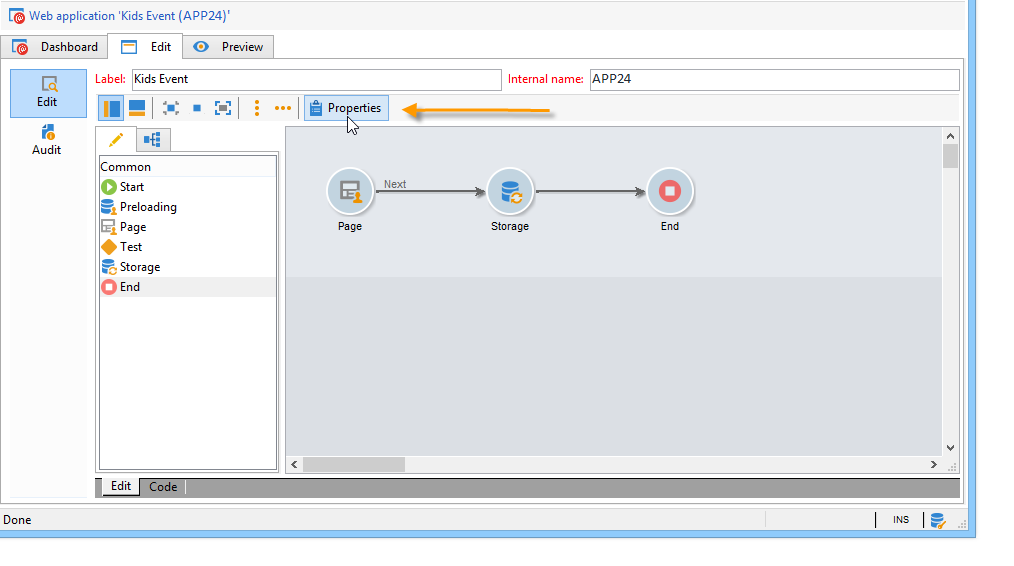 Web application 'Kids Event (APP24)'
Dashboard Edit Preview
Label: Kids Event Internal name: APP24
Edit
Properties
Audit
Common
Start
Preloading
Page
Test
Storage
End
Next
Page Storage End
Edit Code
Done INS